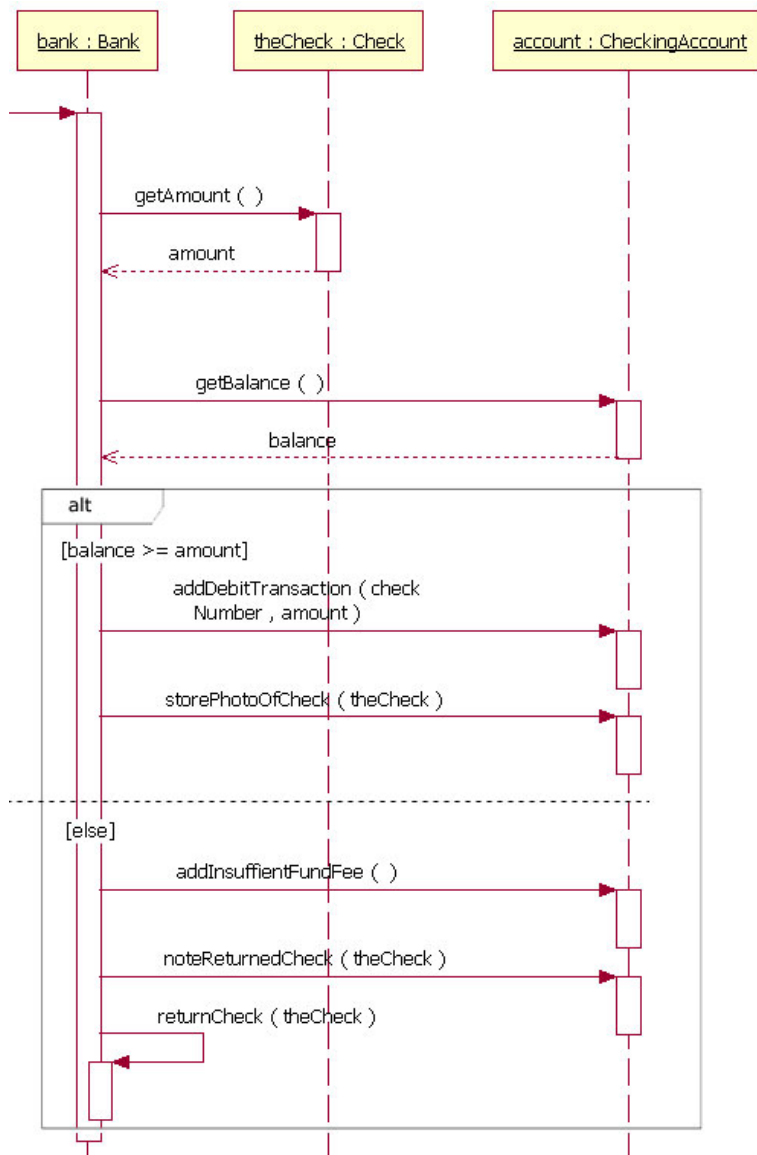 bank : Bank
theCheck : Check
account : CheckingAccount
getAmount ( )
amount
getBalance ( )
balance
alt
[balance >= amount]
addDebitTransaction ( check
Number , amount )
storePhotoOfCheck ( theCheck )
[else]
addInsuffientFundFee ( )
noteReturnedCheck ( theCheck )
returnCheck ( theCheck )